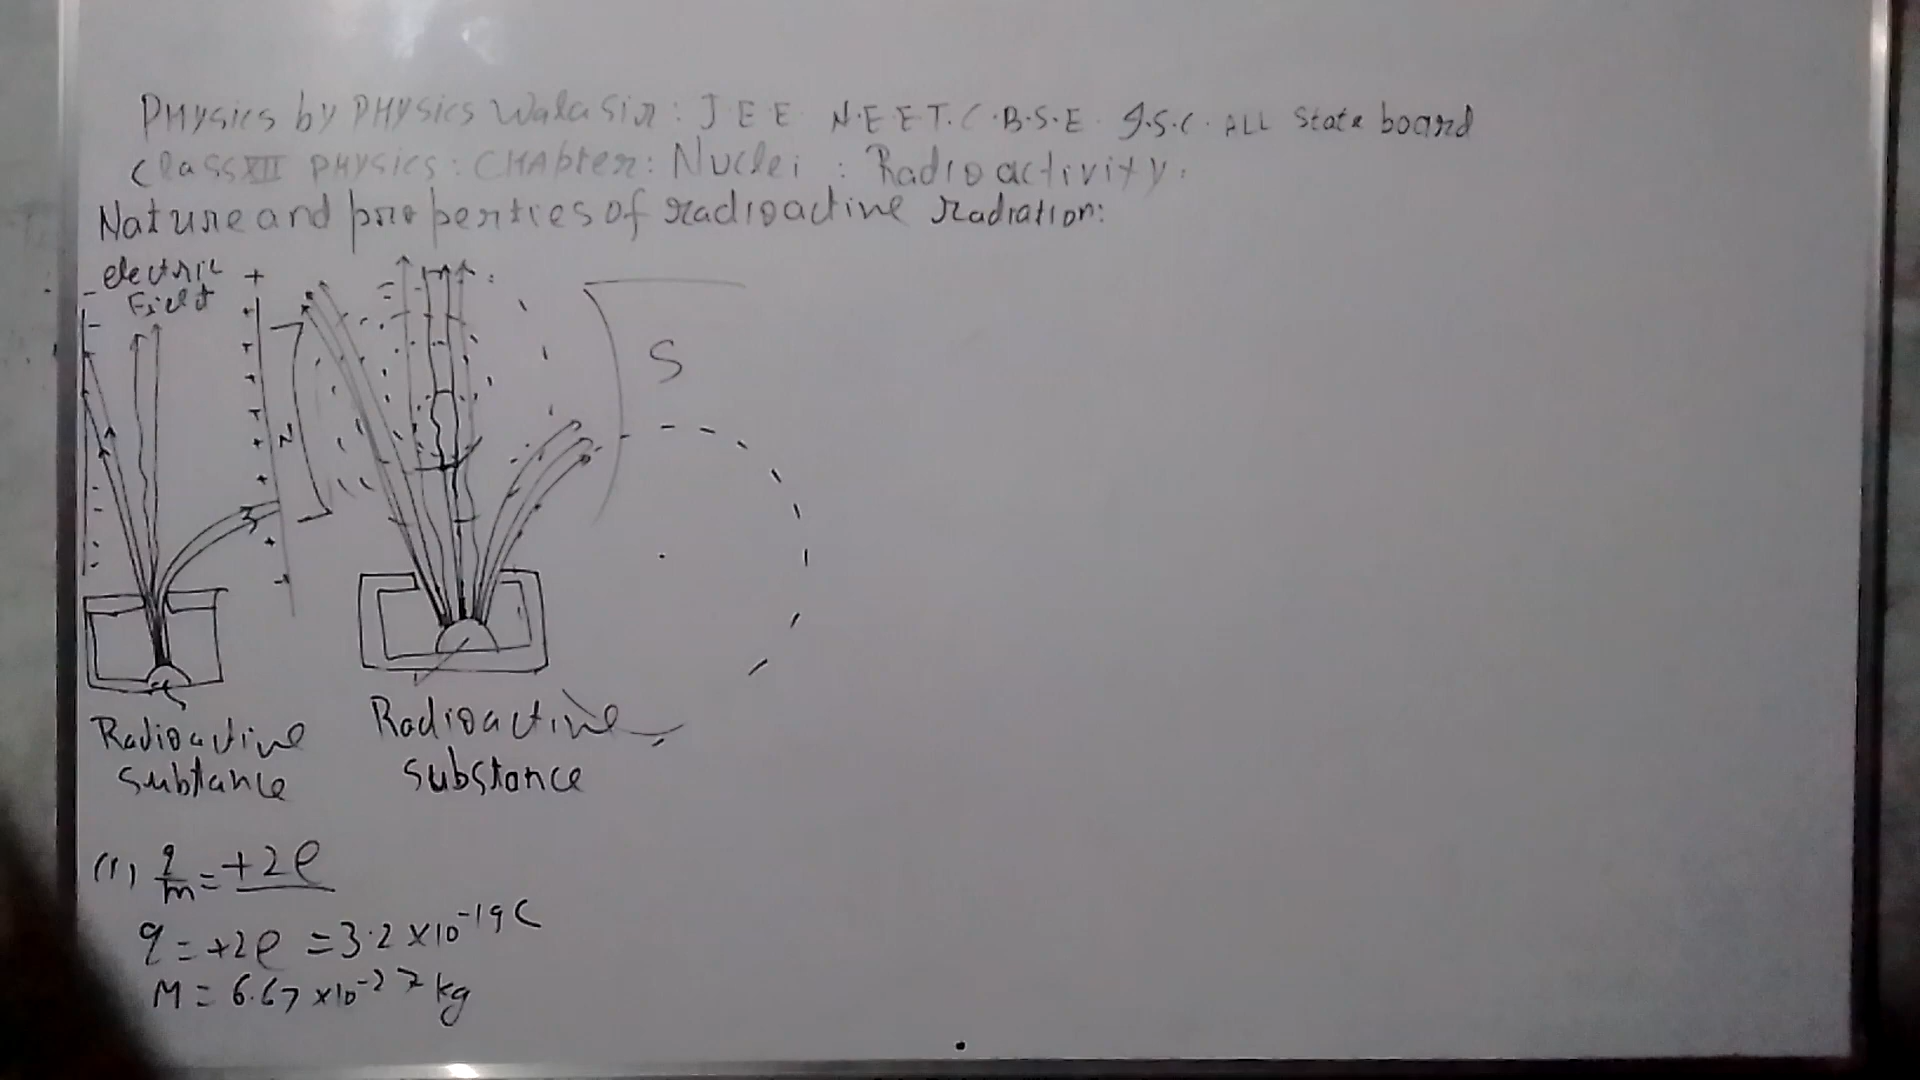 Physics by PHYSICS Wala Sir: J.E.E. N.E.E.T. C.B.S.E. I.S.C. ALL State board
Class XII PHYSICS: CHApter: Nuclei : Radioactivity.
Nature and properties of radioactive radiation:
- electric +
Field
N
S
Radioactive
subtance
Radioactive
substance
(1) q/m = +2e
q = +2e = 3.2 x10^-19 C
M = 6.67 x10^-27 kg